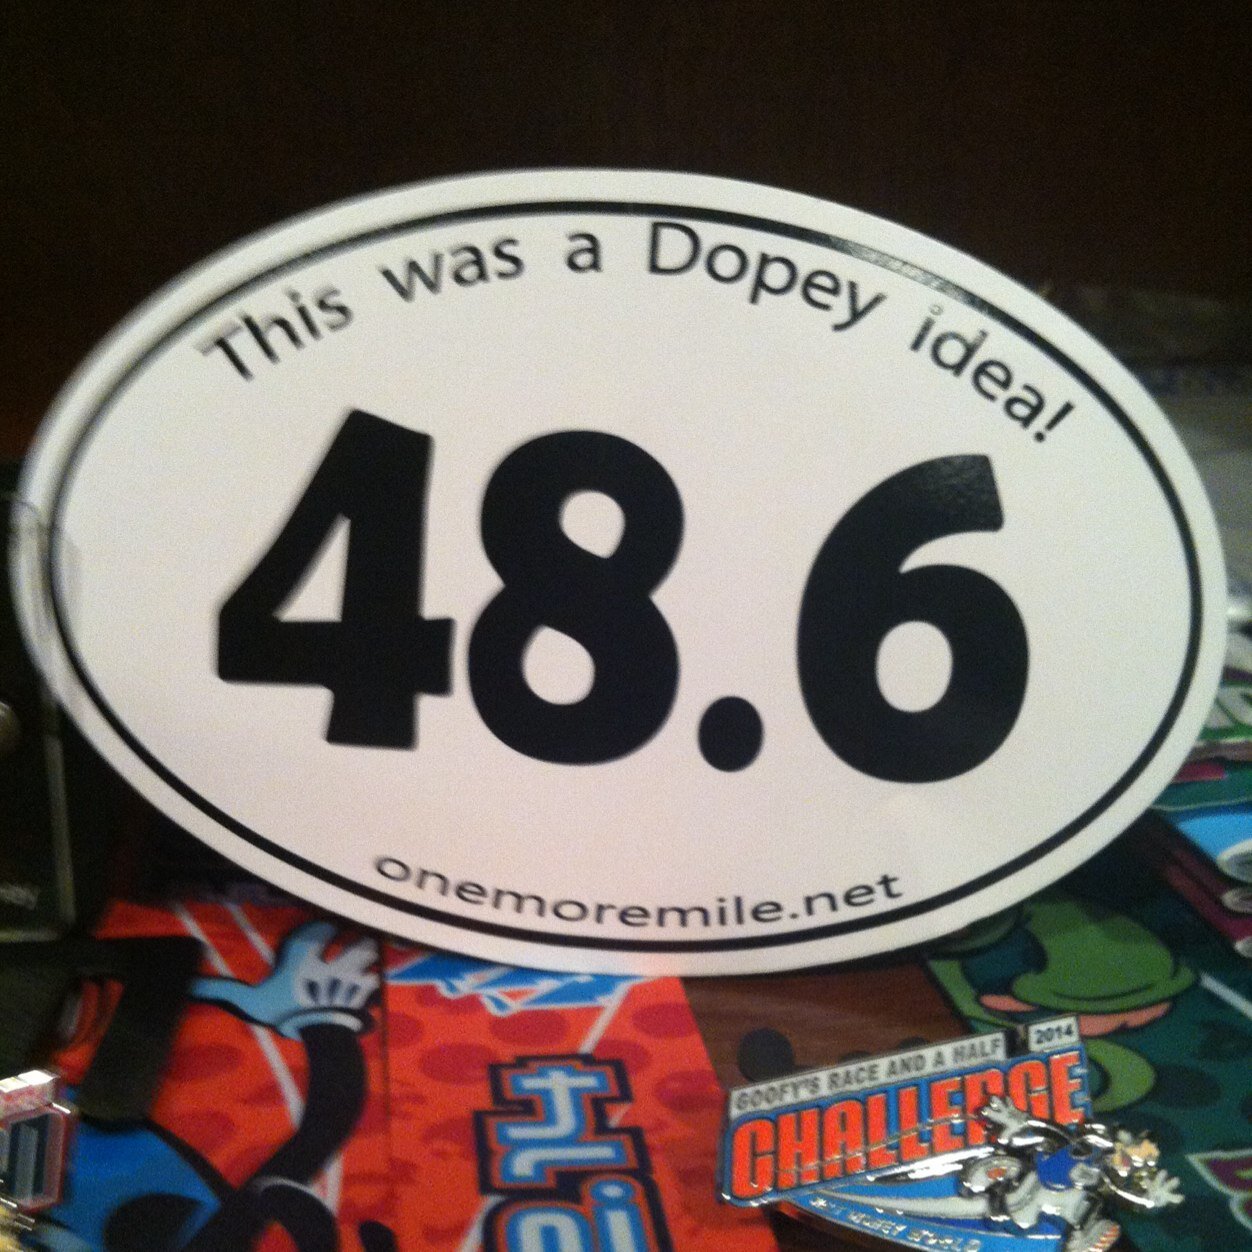 This was a Dopey idea!
48.6
onemoremile.net
2014
GOOFY'S RACE AND A HALF
CHALLENGE